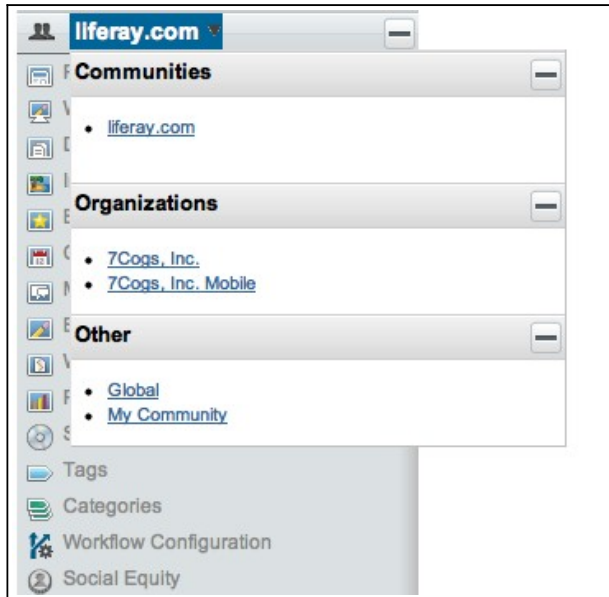 liferay.com
Communities
liferay.com
Organizations
7Cogs, Inc.
7Cogs, Inc. Mobile
Other
Global
My Community
Tags
Categories
Workflow Configuration
Social Equity